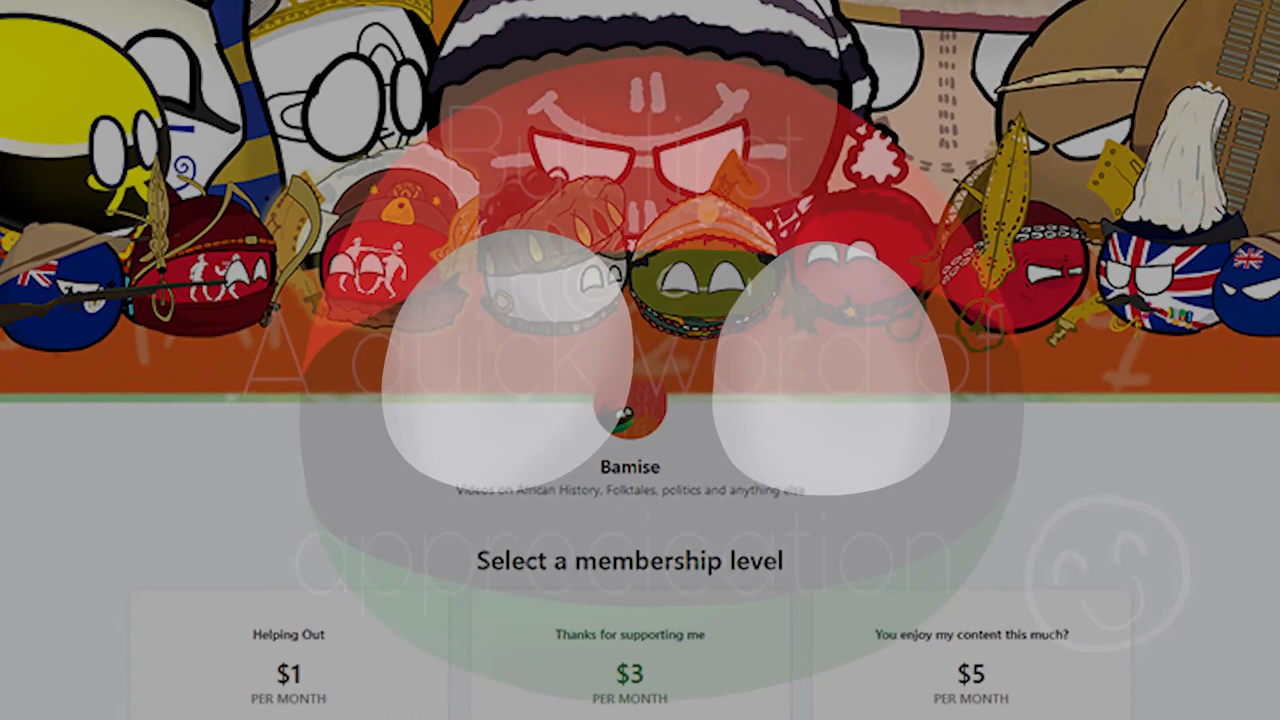 But first
A quick word of
Bamise
Videos on African History, Folktales, politics and anything else
appreciation
Select a membership level
Helping Out
Thanks for supporting me
You enjoy my content this much?
$1
$3
$5
PER MONTH
PER MONTH
PER MONTH